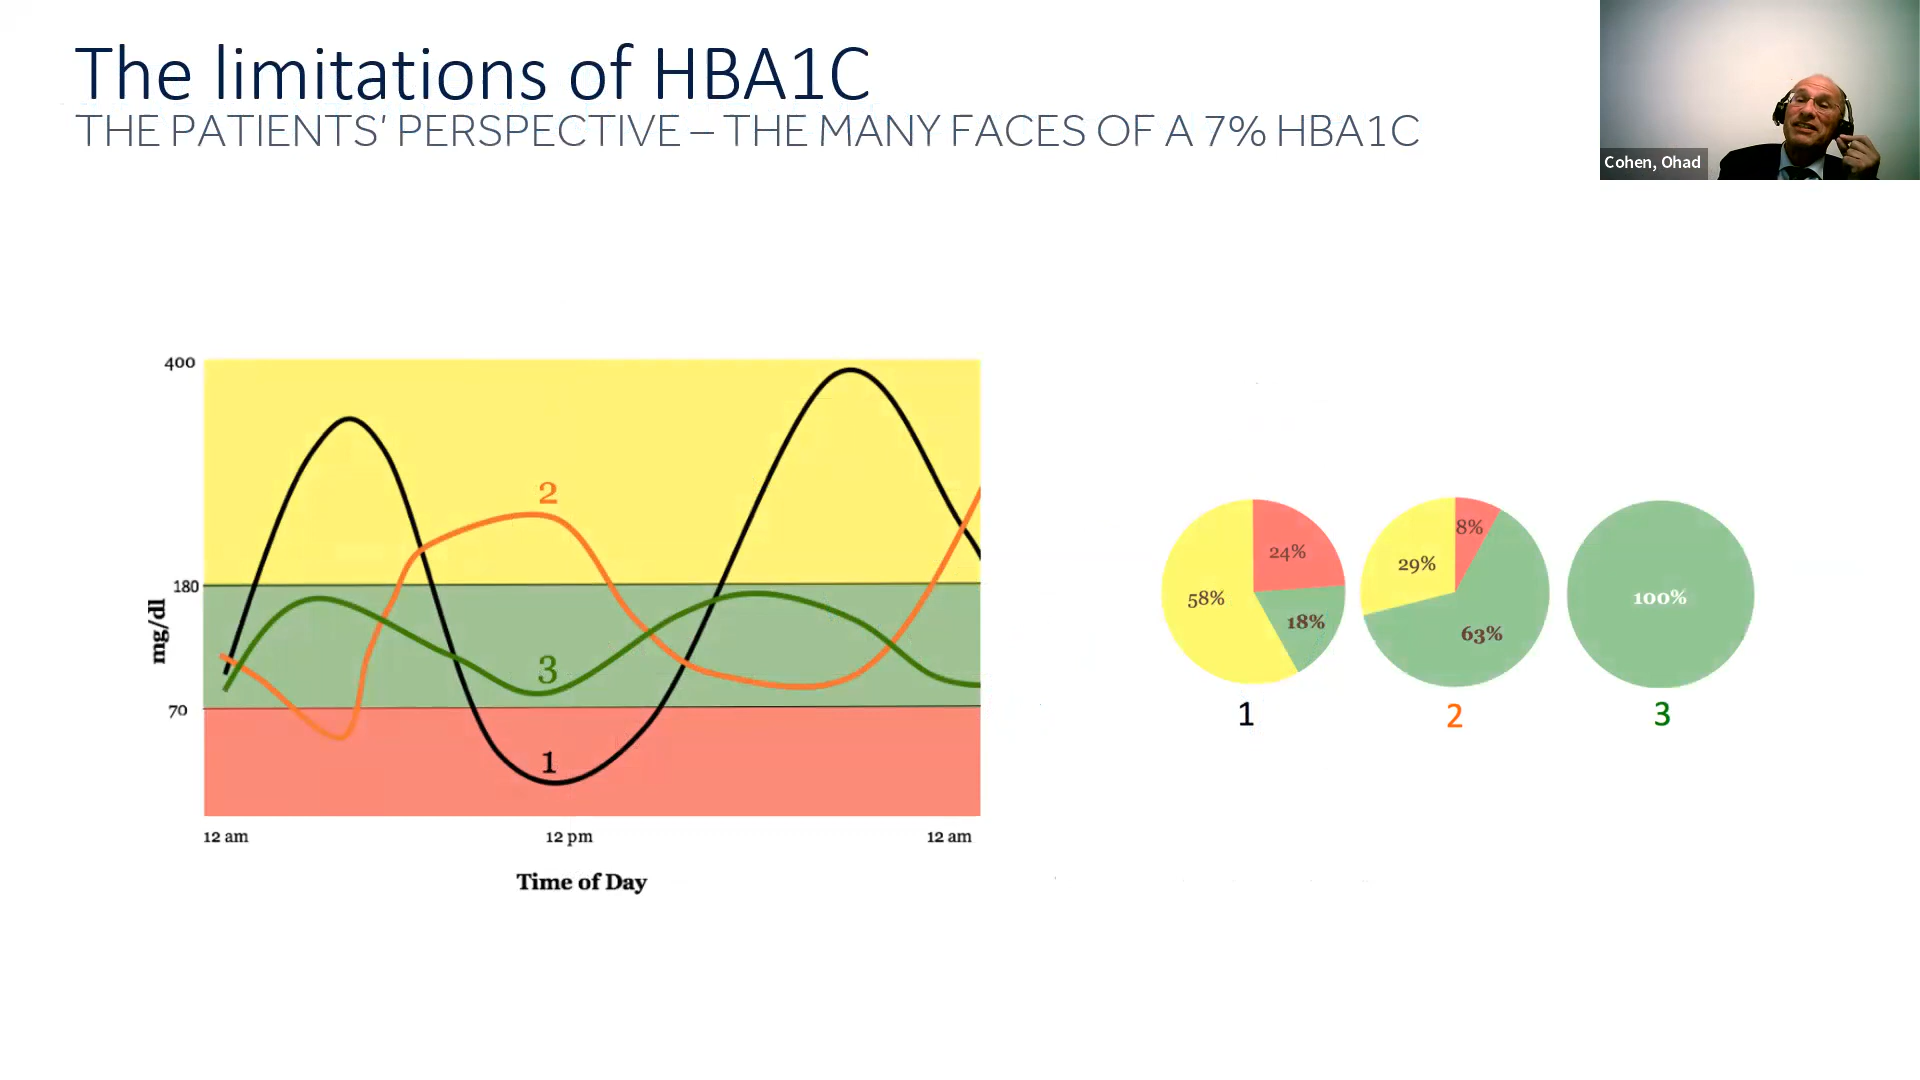 The limitations of HBA1C
THE PATIENTS' PERSPECTIVE – THE MANY FACES OF A 7% HBA1C
Cohen, Ohad
400
180
70
mg/dl
2
3
1
12 am
12 pm
12 am
Time of Day
24%
58%
18%
8%
29%
63%
100%
1
2
3